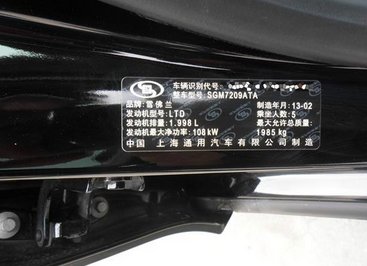 车辆识别代号:
整车型号: SGM7209ATA
品牌: 雪佛兰 制造年月: 13-02
发动机型号: LTD 乘坐人数: 5
发动机排量: 1.998 L 最大允许总质量:
发动机最大净功率: 108 kW 1985 kg
中国 上海通用汽车有限公司 制造